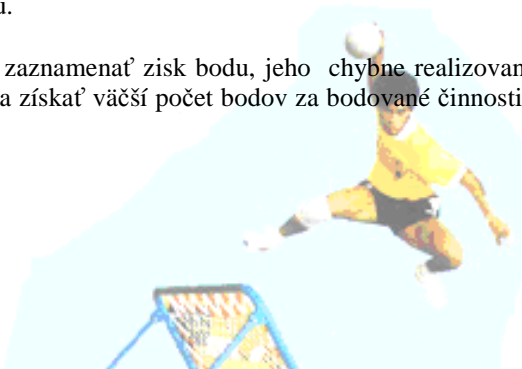 u.
zaznamenať zisk bodu, jeho chybne realizovan
a získať väčší počet bodov za bodované činnosti